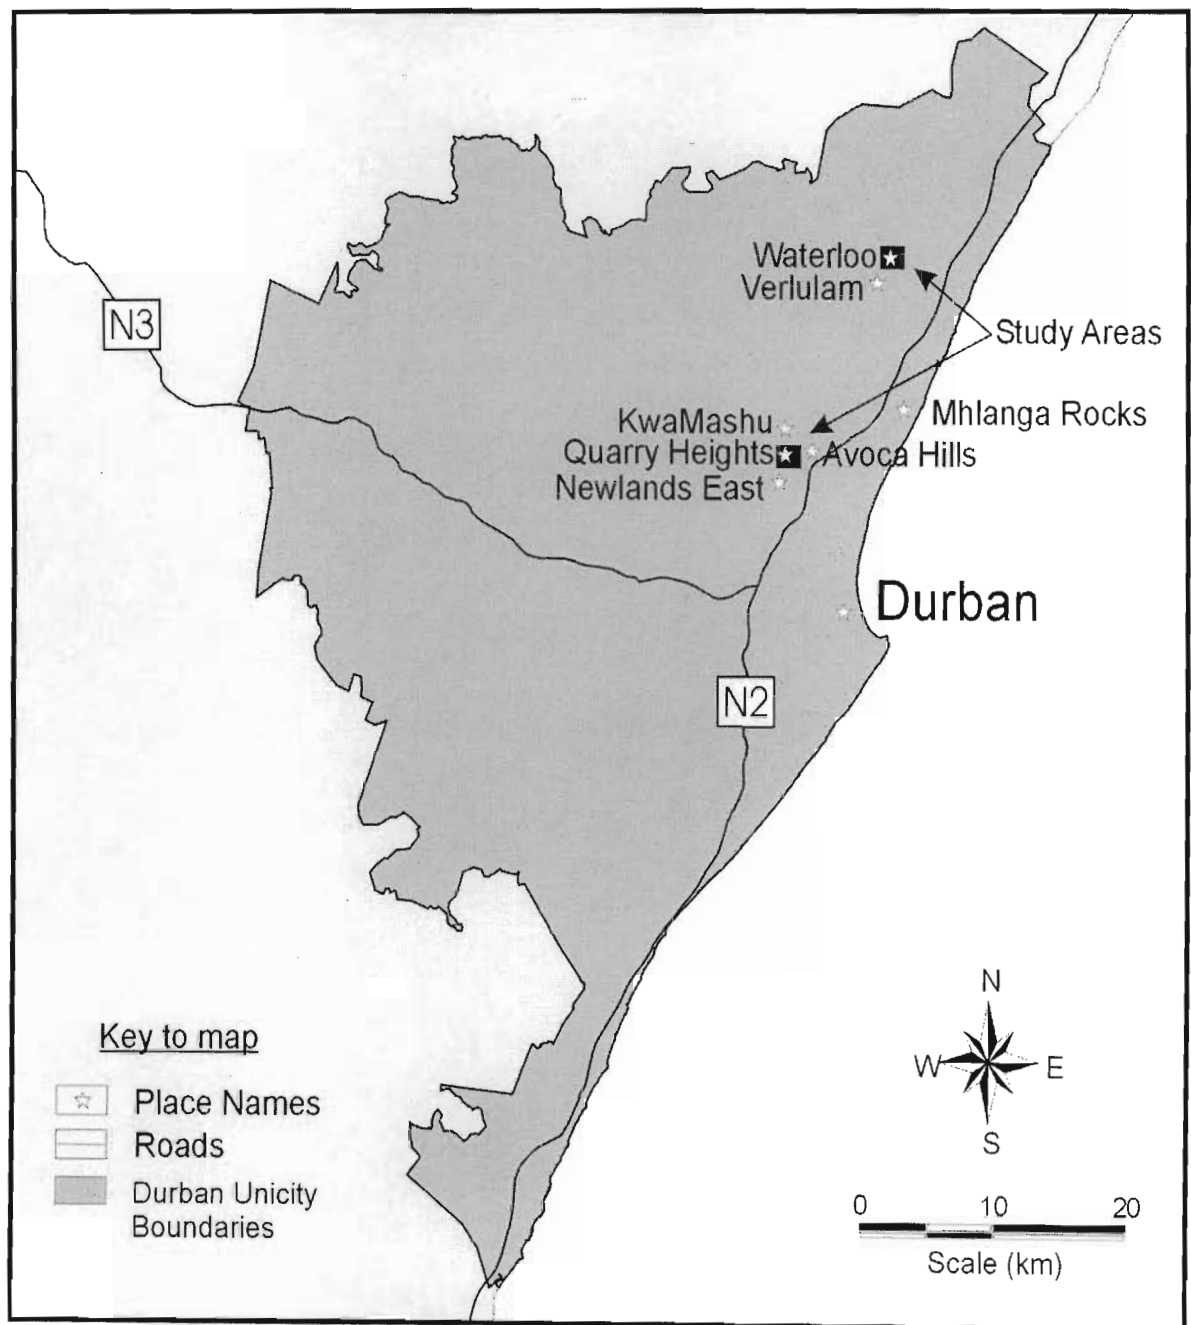 Waterloo
Verlulam
N3
Study Areas
KwaMashu
Mhlanga Rocks
Quarry Heights
Avoca Hills
Newlands East
Durban
N2
N
W
E
S
Key to map
Place Names
Roads
Durban Unicity
Boundaries
0 10 20
Scale (km)